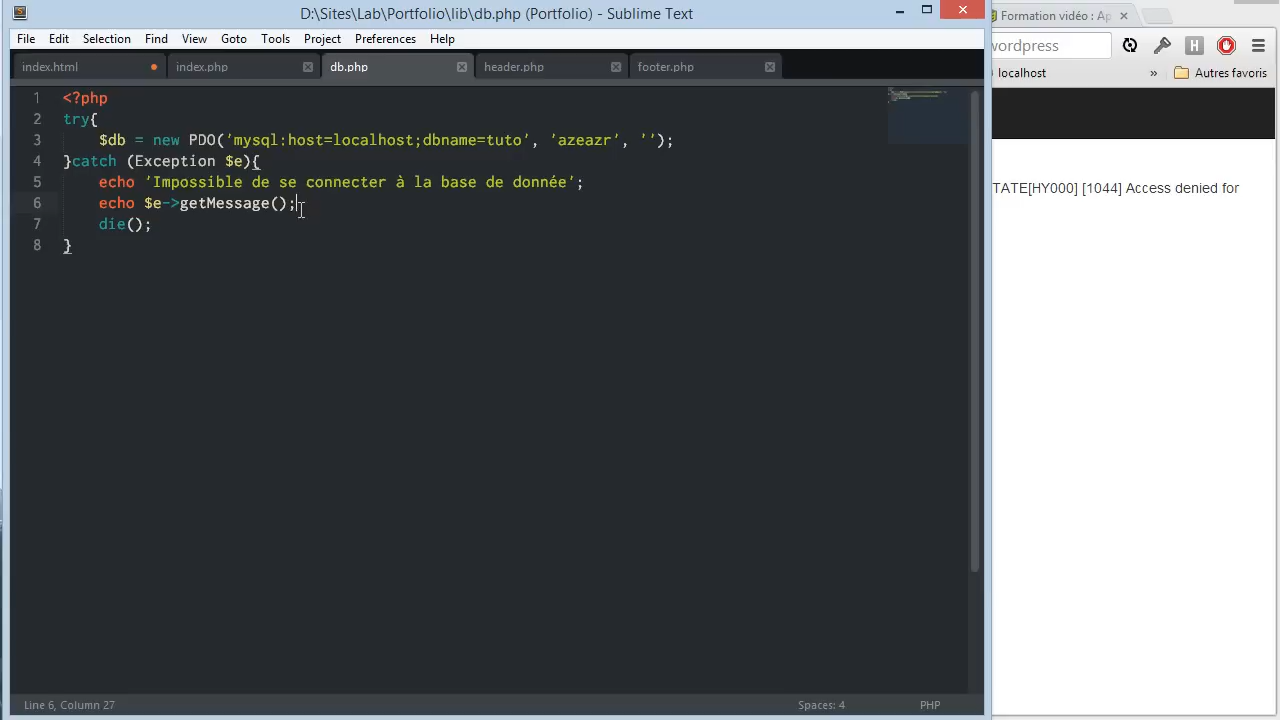 D:\Sites\Lab\Portfolio\lib\db.php (Portfolio) - Sublime Text
File Edit Selection Find View Goto Tools Project Preferences Help
index.html index.php db.php header.php footer.php
1 <?php
2 try{
3 $db = new PDO('mysql:host=localhost;dbname=tuto', 'azeazr', '');
4 }catch (Exception $e){
5 echo 'Impossible de se connecter à la base de donnée';
6 echo $e->getMessage();
7 die();
8 }
Line 6, Column 27 Spaces: 4 PHP
Formation vidéo : Ap
wordpress
H
localhost » Autres favoris
TATE[HY000] [1044] Access denied for